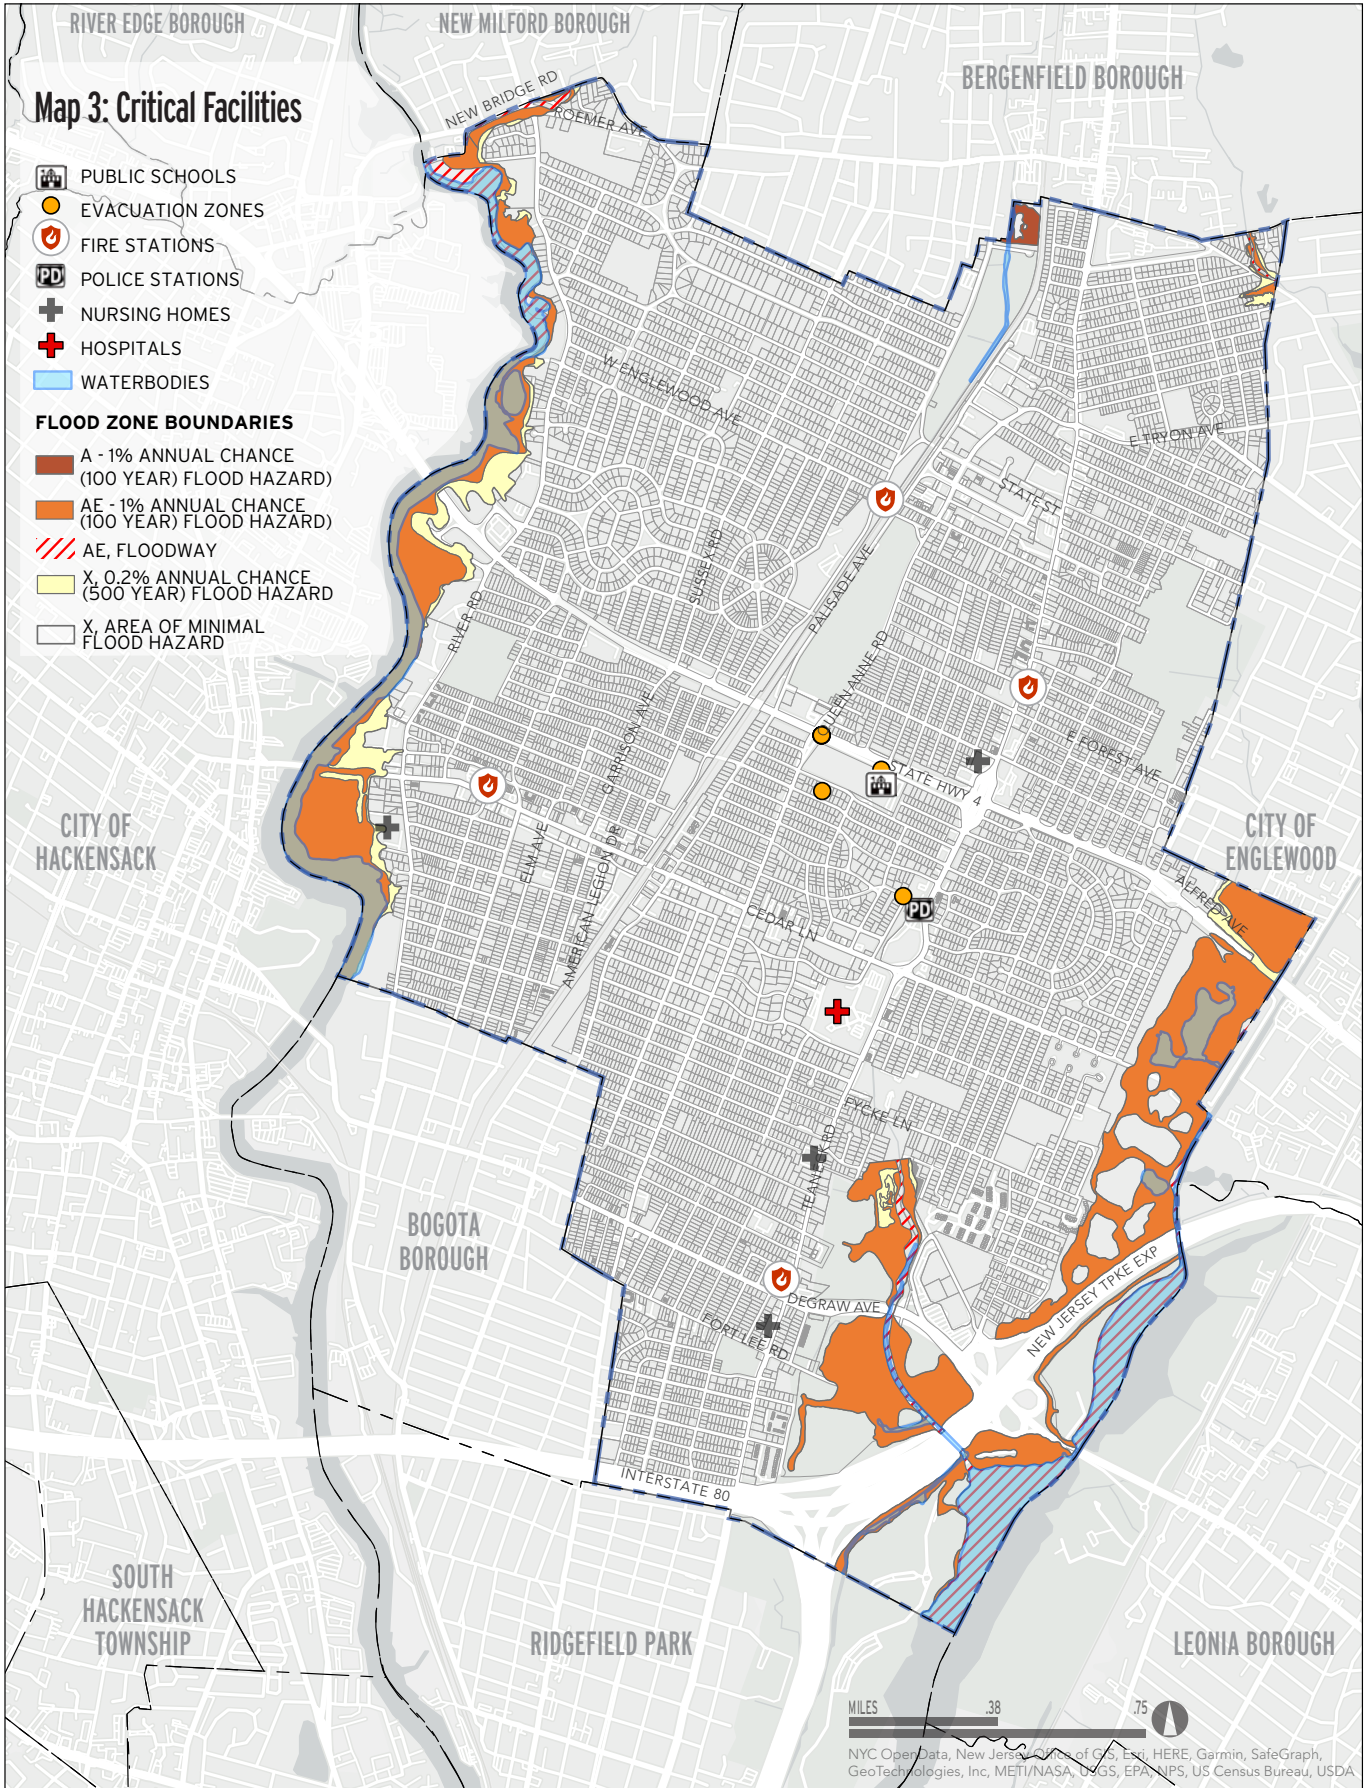 RIVER EDGE BOROUGH
NEW MILFORD BOROUGH
BERGENFIELD BOROUGH
Map 3: Critical Facilities
PUBLIC SCHOOLS
EVACUATION ZONES
FIRE STATIONS
PD
POLICE STATIONS
NURSING HOMES
HOSPITALS
WATERBODIES
FLOOD ZONE BOUNDARIES
A - 1% ANNUAL CHANCE
(100 YEAR) FLOOD HAZARD)
AE - 1% ANNUAL CHANCE
(100 YEAR) FLOOD HAZARD)
AE, FLOODWAY
X, 0.2% ANNUAL CHANCE
(500 YEAR) FLOOD HAZARD
X, AREA OF MINIMAL
FLOOD HAZARD
NEW BRIDGE RD
ROEMER AVE
W ENGLEWOOD AVE
E TRYON AVE
STATE ST
SUSSEX RD
PALISADE AVE
RIVER RD
QUEEN ANNE RD
GARRISON AVE
E FOREST AVE
STATE HWY 4
CITY OF
HACKENSACK
CITY OF
ENGLEWOOD
ELM AVE
AMERICAN LEGION DR
ALFRED AVE
CEDAR LN
PD
FYCKE LN
TEANECK RD
BOGOTA
BOROUGH
NEW JERSEY TPKE EXP
DEGRAW AVE
FORT LEE RD
INTERSTATE 80
SOUTH
HACKENSACK
TOWNSHIP
RIDGEFIELD PARK
LEONIA BOROUGH
MILES .38 .75
NYC OpenData, New Jersey Office of GIS, Esri, HERE, Garmin, SafeGraph,
GeoTechnologies, Inc, METI/NASA, USGS, EPA, NPS, US Census Bureau, USDA